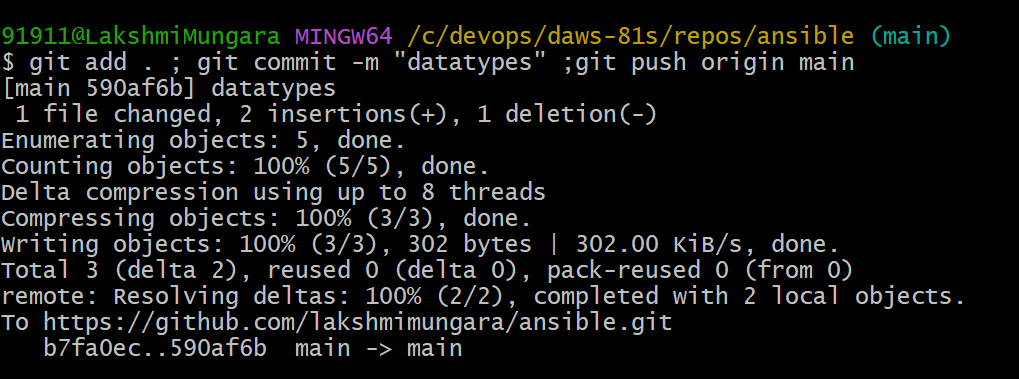 91911@LakshmiMungara MINGW64 /c/devops/daws-81s/repos/ansible (main)
$ git add . ; git commit -m "datatypes" ;git push origin main
[main 590af6b] datatypes
 1 file changed, 2 insertions(+), 1 deletion(-)
Enumerating objects: 5, done.
Counting objects: 100% (5/5), done.
Delta compression using up to 8 threads
Compressing objects: 100% (3/3), done.
Writing objects: 100% (3/3), 302 bytes | 302.00 KiB/s, done.
Total 3 (delta 2), reused 0 (delta 0), pack-reused 0 (from 0)
remote: Resolving deltas: 100% (2/2), completed with 2 local objects.
To https://github.com/lakshmimungara/ansible.git
   b7fa0ec..590af6b  main -> main